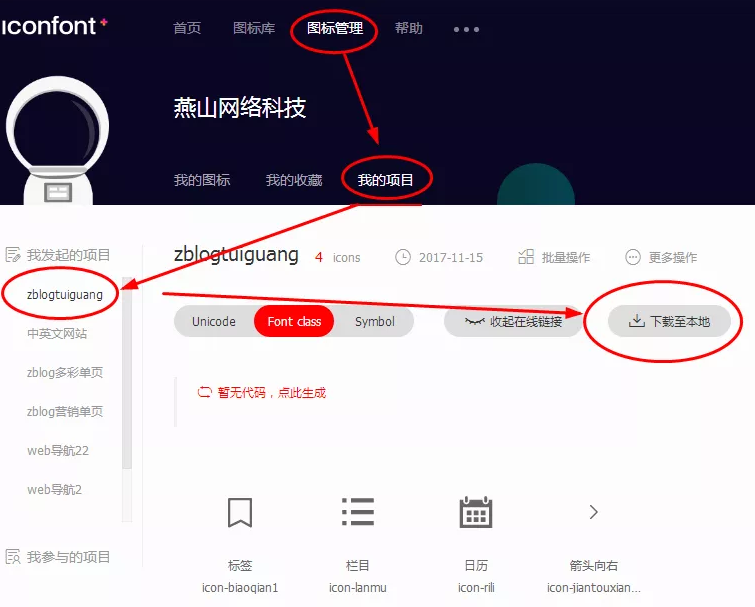 iconfont+
首页 图标库 图标管理 帮助
燕山网络科技
我的图标 我的收藏 我的项目
我发起的项目
zblogtuiguang
中英文网站
zblog多彩单页
zblog营销单页
web导航22
web导航2
我参与的项目
zblogtuiguang 4 icons 2017-11-15 批量操作 更多操作
Unicode Font class Symbol 收起在线链接 下载至本地
暂无代码，点此生成
标签 栏目 日历 箭头向右
icon-biaoqian1 icon-lanmu icon-rili icon-jiantouxian...